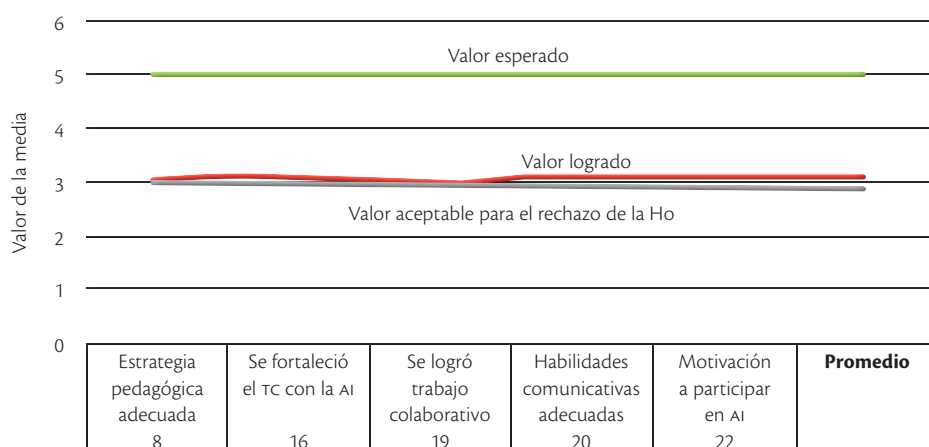 6
Valor esperado
5
4
Valor logrado
3
Valor aceptable para el rechazo de la Ho
2
1
0
Valor de la media
Estrategia
pedagógica
adecuada
8
Se fortaleció
el TC con la AI
16
Se logró
trabajo
colaborativo
19
Habilidades
comunicativas
adecuadas
20
Motivación
a participar
en AI
22
Promedio